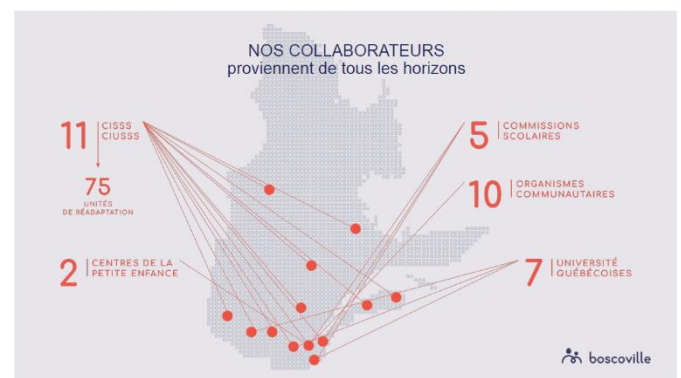 NOS COLLABORATEURS
proviennent de tous les horizons
11 CISSS
CIUSSS
75
UNITÉS
DE RÉADAPTATION
2 CENTRES DE LA
PETITE ENFANCE
5 COMMISSIONS
SCOLAIRES
10 ORGANISMES
COMMUNAUTAIRES
7 UNIVERSITÉ
QUÉBÉCOISES
boscoville